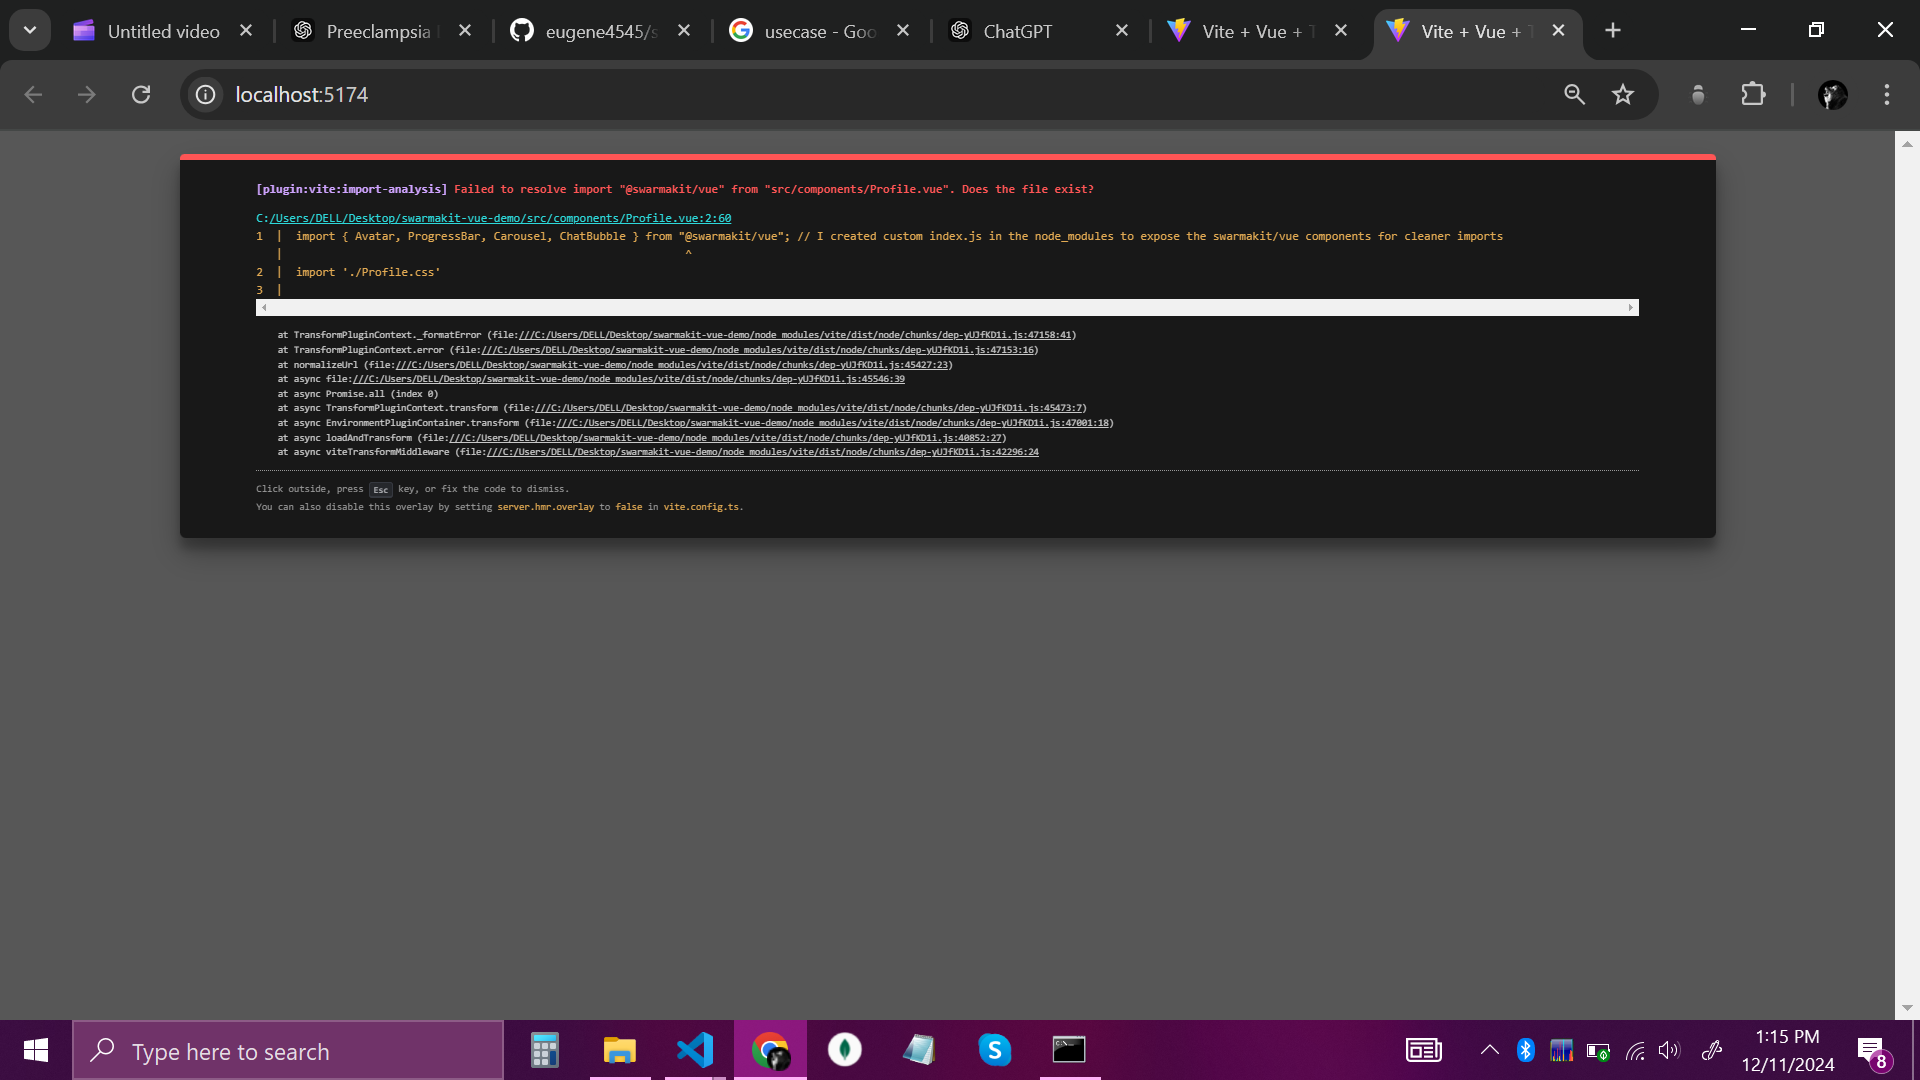 Untitled video
Preeclampsia
eugene4545/s
usecase - Goo
ChatGPT
Vite + Vue + T
Vite + Vue + T
localhost:5174
[plugin:vite:import-analysis] Failed to resolve import "@swarmakit/vue" from "src/components/Profile.vue". Does the file exist?
C:/Users/DELL/Desktop/swarmakit-vue-demo/src/components/Profile.vue:2:60
1 | import { Avatar, ProgressBar, Carousel, ChatBubble } from "@swarmakit/vue"; // I created custom index.js in the node_modules to expose the swarmakit/vue components for cleaner imports
| ^
2 | import './Profile.css'
3 |
at TransformPluginContext._formatError (file:///C:/Users/DELL/Desktop/swarmakit-vue-demo/node_modules/vite/dist/node/chunks/dep-yUJfKD1i.js:47158:41)
at TransformPluginContext.error (file:///C:/Users/DELL/Desktop/swarmakit-vue-demo/node_modules/vite/dist/node/chunks/dep-yUJfKD1i.js:47153:16)
at normalizeUrl (file:///C:/Users/DELL/Desktop/swarmakit-vue-demo/node_modules/vite/dist/node/chunks/dep-yUJfKD1i.js:45427:23)
at async file:///C:/Users/DELL/Desktop/swarmakit-vue-demo/node_modules/vite/dist/node/chunks/dep-yUJfKD1i.js:45546:39
at async Promise.all (index 0)
at async TransformPluginContext.transform (file:///C:/Users/DELL/Desktop/swarmakit-vue-demo/node_modules/vite/dist/node/chunks/dep-yUJfKD1i.js:45473:7)
at async EnvironmentPluginContainer.transform (file:///C:/Users/DELL/Desktop/swarmakit-vue-demo/node_modules/vite/dist/node/chunks/dep-yUJfKD1i.js:47001:18)
at async loadAndTransform (file:///C:/Users/DELL/Desktop/swarmakit-vue-demo/node_modules/vite/dist/node/chunks/dep-yUJfKD1i.js:40852:27)
at async viteTransformMiddleware (file:///C:/Users/DELL/Desktop/swarmakit-vue-demo/node_modules/vite/dist/node/chunks/dep-yUJfKD1i.js:42296:24
Click outside, press Esc key, or fix the code to dismiss.
You can also disable this overlay by setting server.hmr.overlay to false in vite.config.ts.
Type here to search
1:15 PM
12/11/2024
8